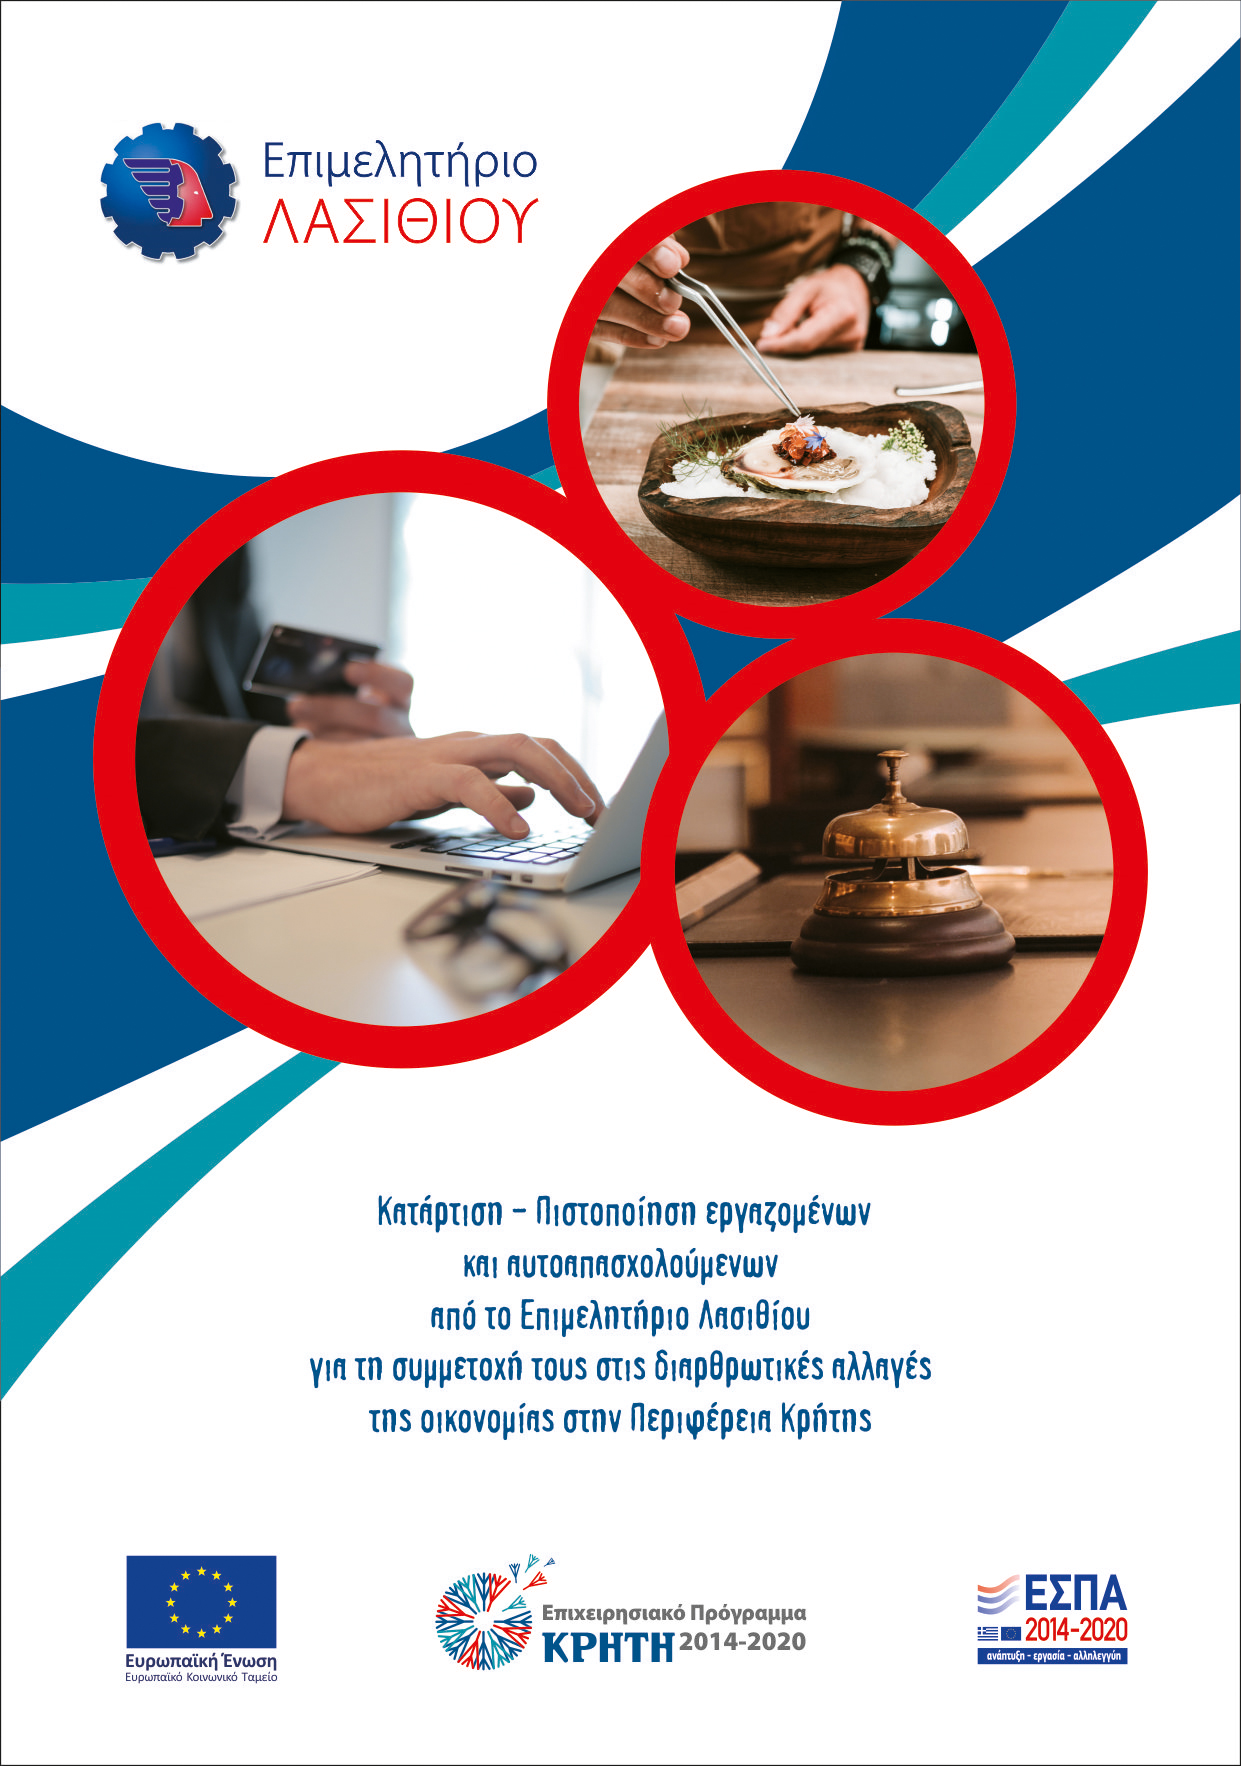 Επιμελητήριο
ΛΑΣΙΘΙΟΥ
Κατάρτιση – Πιστοποίηση εργαζομένων
και αυτοαπασχολούμενων
από το Επιμελητήριο Λασιθίου
για τη συμμετοχή τους στις διαρθρωτικές αλλαγές
της οικονομίας στην Περιφέρεια Κρήτης
Ευρωπαϊκή Ένωση
Ευρωπαϊκό Κοινωνικό Ταμείο
Επιχειρησιακό Πρόγραμμα
ΚΡΗΤΗ 2014-2020
ΕΣΠΑ
2014-2020
ανάπτυξη - εργασία - αλληλεγγύη